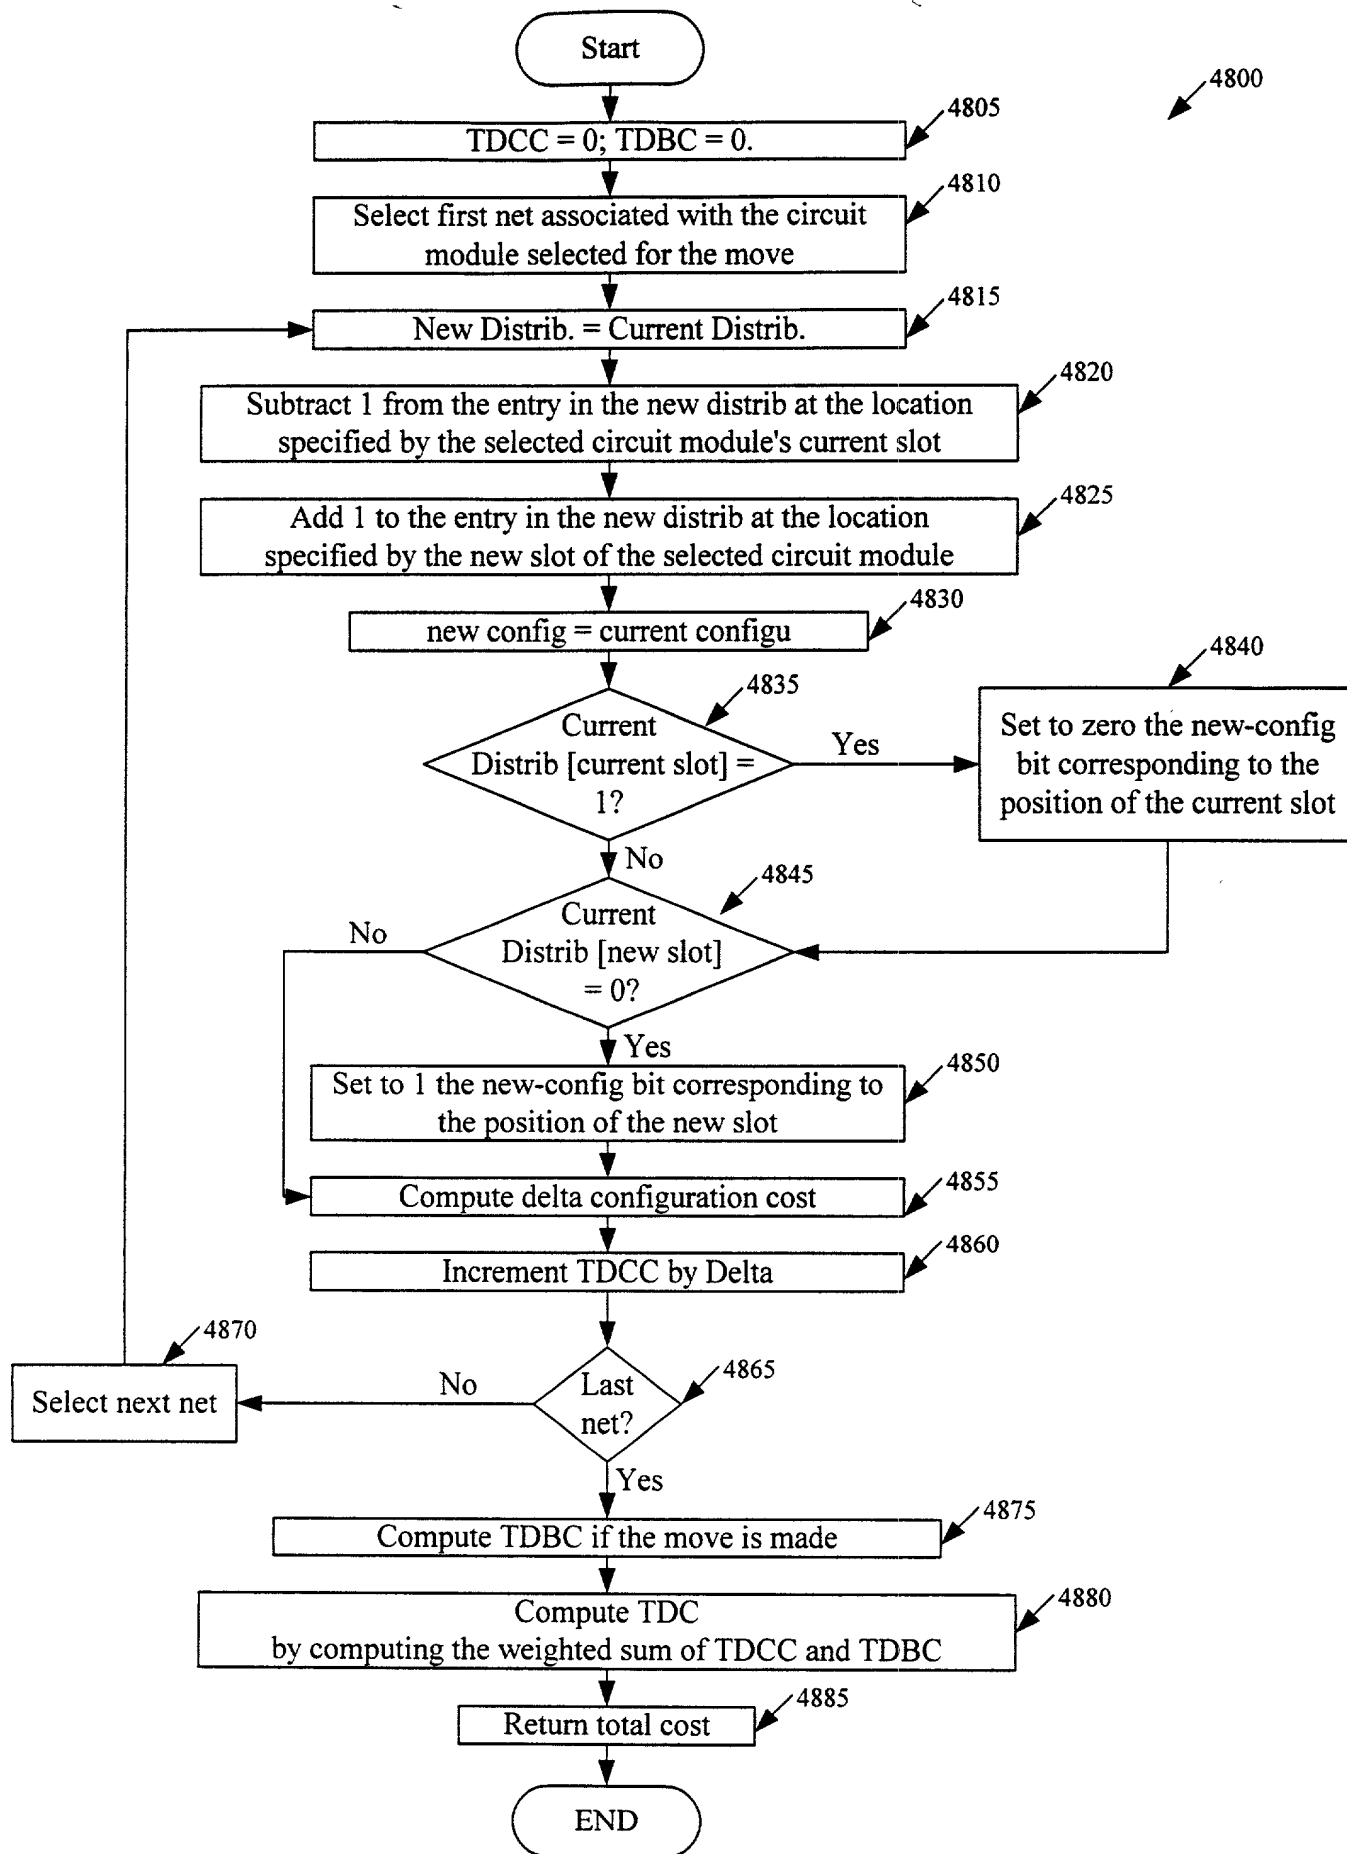 Start
4800
4805
TDCC = 0; TDBC = 0.
4810
Select first net associated with the circuit
module selected for the move
4815
New Distrib. = Current Distrib.
4820
Subtract 1 from the entry in the new distrib at the location
specified by the selected circuit module's current slot
4825
Add 1 to the entry in the new distrib at the location
specified by the new slot of the selected circuit module
4830
new config = current configu
4835
Current
Distrib [current slot] =
1?
Yes
4840
Set to zero the new-config
bit corresponding to the
position of the current slot
No
4845
Current
Distrib [new slot]
= 0?
No
Yes
4850
Set to 1 the new-config bit corresponding to
the position of the new slot
4855
Compute delta configuration cost
4860
Increment TDCC by Delta
4865
Last
net?
No
4870
Select next net
Yes
4875
Compute TDBC if the move is made
4880
Compute TDC
by computing the weighted sum of TDCC and TDBC
4885
Return total cost
END